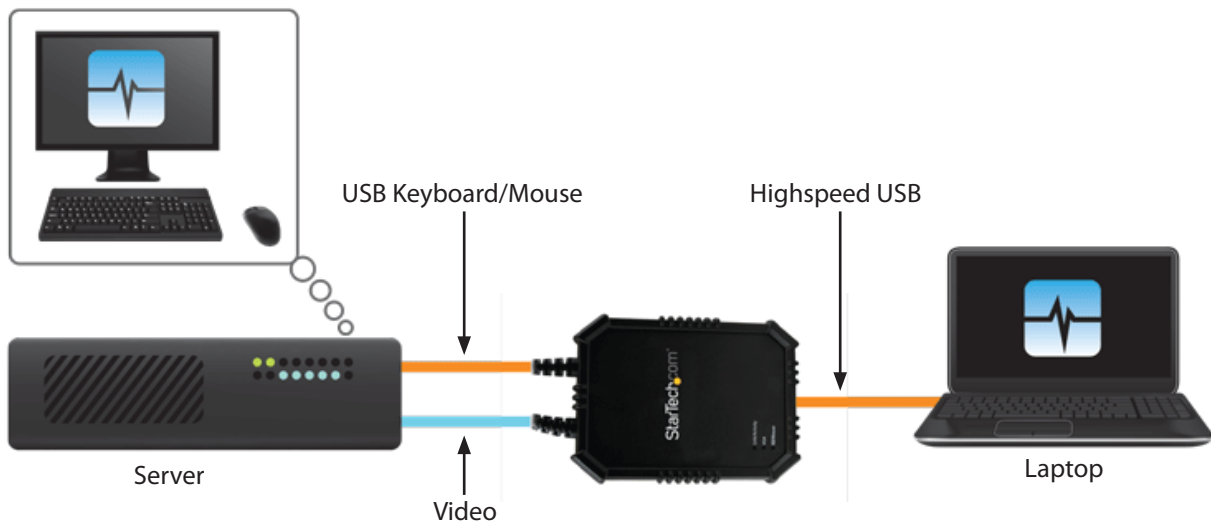 USB Keyboard/Mouse
Highspeed USB
StarTech.com
Server
Laptop
Video